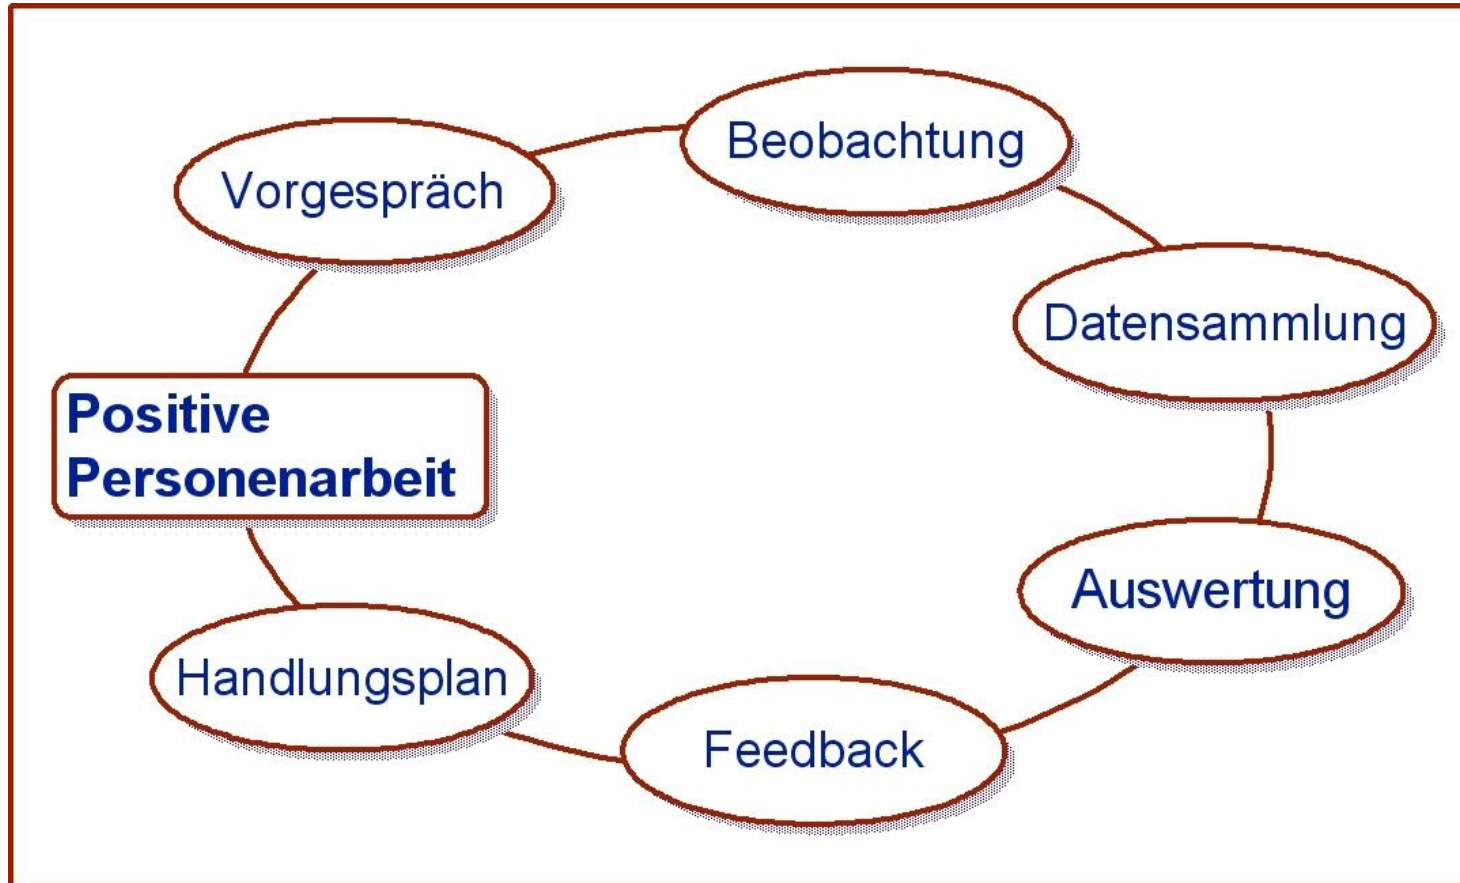 Beobachtung
Vorgespräch
Datensammlung
Positive
Personenarbeit
Auswertung
Handlungsplan
Feedback